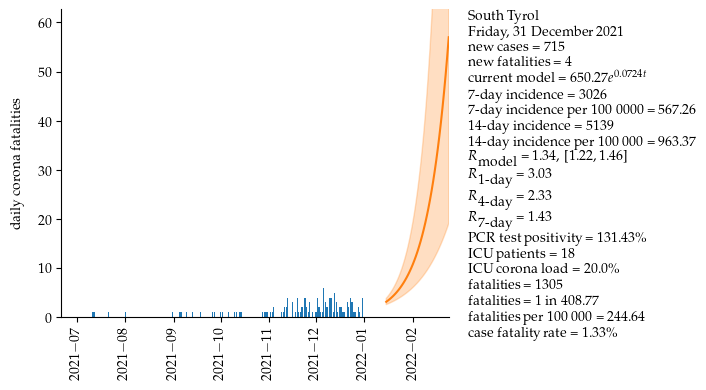 South Tyrol
Friday, 31 December 2021
new cases = 715
new fatalities = 4
current model = 650.27e^{0.0724t}
7-day incidence = 3026
7-day incidence per 100 0000 = 567.26
14-day incidence = 5139
14-day incidence per 100 000 = 963.37
R_model = 1.34, [1.22, 1.46]
R_1-day = 3.03
R_4-day = 2.33
R_7-day = 1.43
PCR test positivity = 131.43%
ICU patients = 18
ICU corona load = 20.0%
fatalities = 1305
fatalities = 1 in 408.77
fatalities per 100 000 = 244.64
case fatality rate = 1.33%
daily corona fatalities
60
50
40
30
20
10
0
2021−07
2021−08
2021−09
2021−10
2021−11
2021−12
2022−01
2022−02